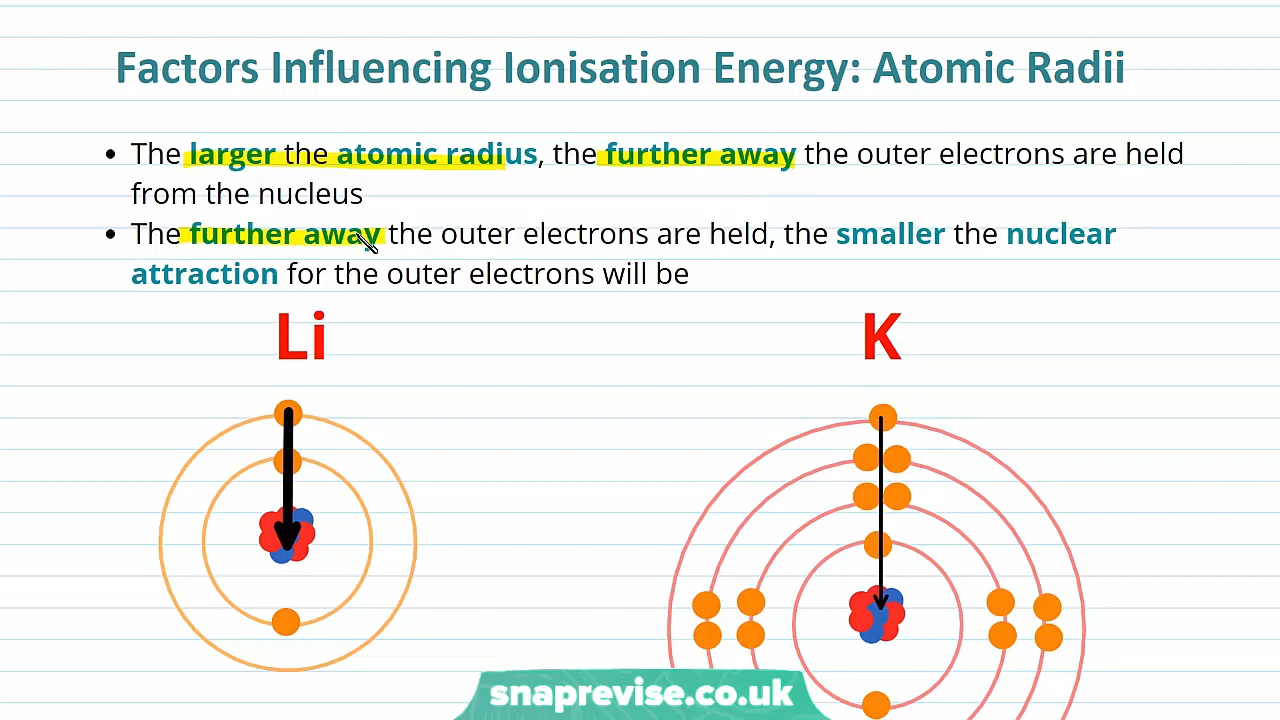 Factors Influencing Ionisation Energy: Atomic Radii
• The larger the atomic radius, the further away the outer electrons are held
from the nucleus
• The further away the outer electrons are held, the smaller the nuclear
attraction for the outer electrons will be
Li
K
snaprevise.co.uk